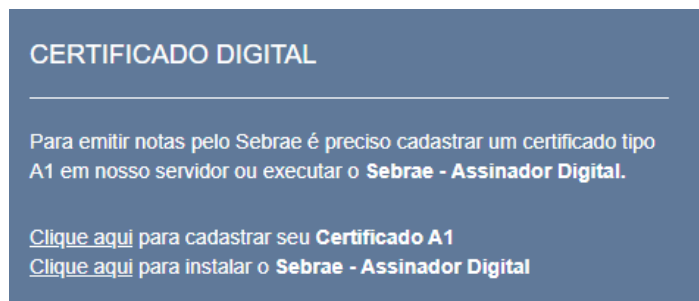 CERTIFICADO DIGITAL
Para emitir notas pelo Sebrae é preciso cadastrar um certificado tipo
A1 em nosso servidor ou executar o Sebrae - Assinador Digital.
Clique aqui para cadastrar seu Certificado A1
Clique aqui para instalar o Sebrae - Assinador Digital